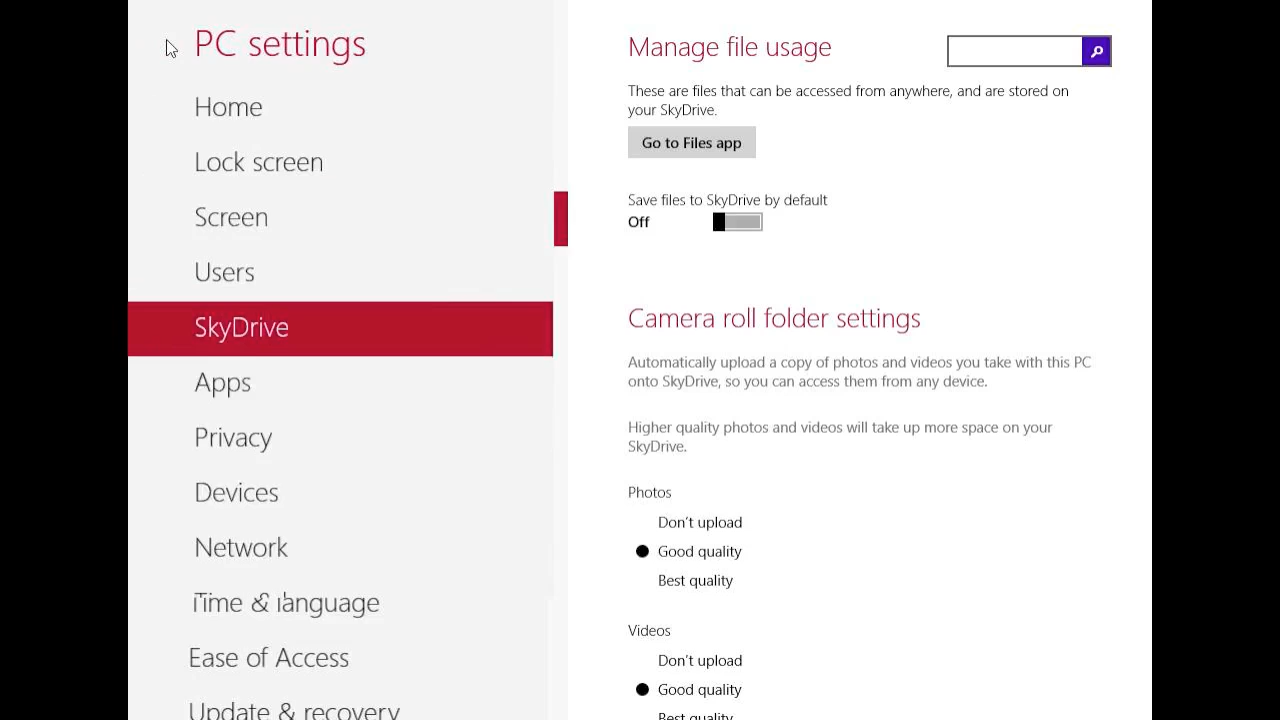 PC settings
Home
Lock screen
Screen
Users
SkyDrive
Apps
Privacy
Devices
Network
Time & language
Ease of Access
Update & recovery
Manage file usage
These are files that can be accessed from anywhere, and are stored on
your SkyDrive.
Go to Files app
Save files to SkyDrive by default
Off
Camera roll folder settings
Automatically upload a copy of photos and videos you take with this PC
onto SkyDrive, so you can access them from any device.
Higher quality photos and videos will take up more space on your
SkyDrive.
Photos
Don't upload
Good quality
Best quality
Videos
Don't upload
Good quality
Best quality